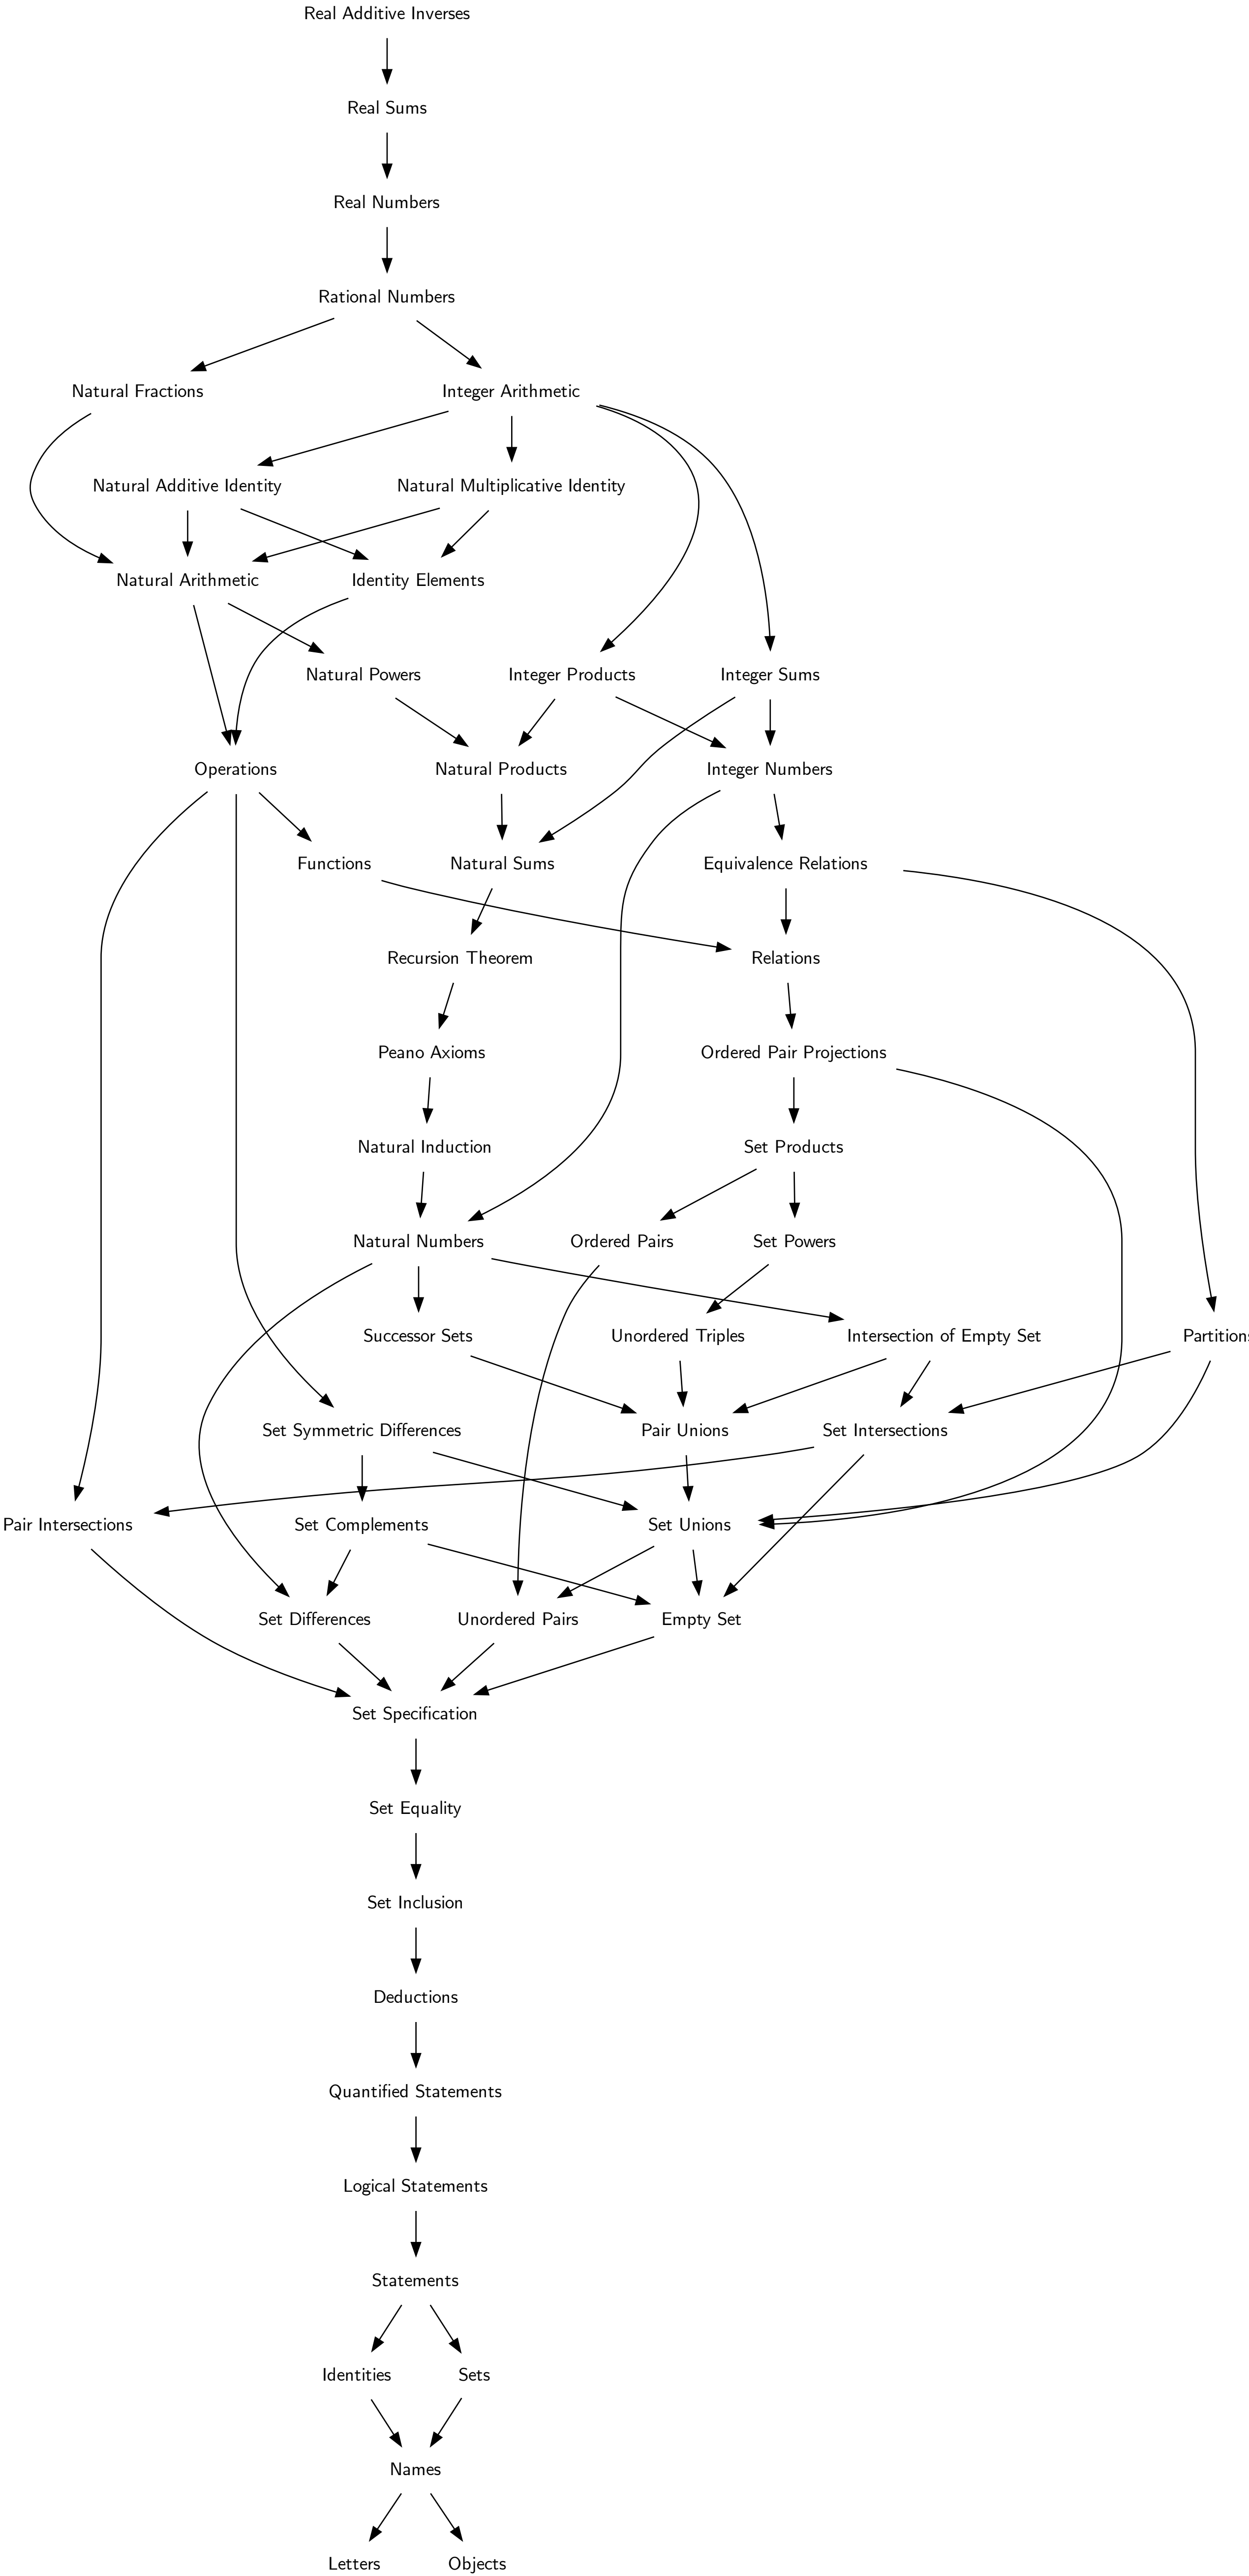 Real Additive Inverses
Real Sums
Real Numbers
Rational Numbers
Natural Fractions
Integer Arithmetic
Natural Additive Identity
Natural Multiplicative Identity
Natural Arithmetic
Identity Elements
Natural Powers
Integer Products
Integer Sums
Operations
Natural Products
Integer Numbers
Functions
Natural Sums
Equivalence Relations
Recursion Theorem
Relations
Peano Axioms
Ordered Pair Projections
Natural Induction
Set Products
Natural Numbers
Ordered Pairs
Set Powers
Successor Sets
Unordered Triples
Intersection of Empty Set
Partitions
Set Symmetric Differences
Pair Unions
Set Intersections
Pair Intersections
Set Complements
Set Unions
Set Differences
Unordered Pairs
Empty Set
Set Specification
Set Equality
Set Inclusion
Deductions
Quantified Statements
Logical Statements
Statements
Identities
Sets
Names
Letters
Objects